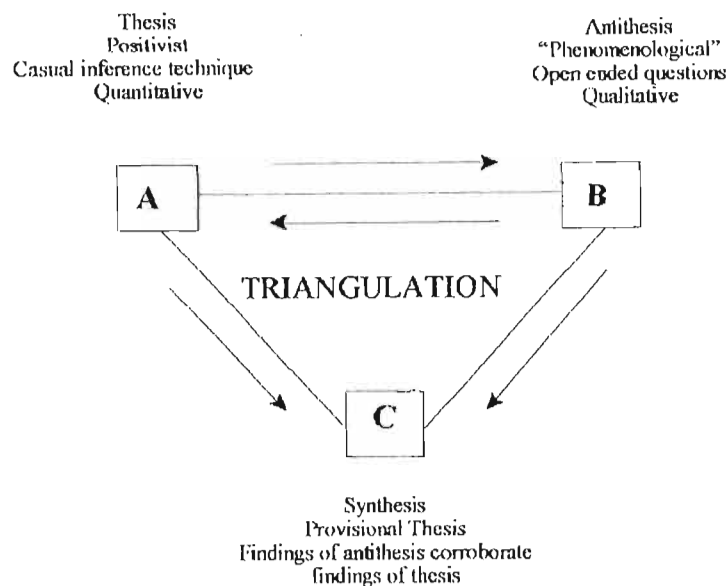 Thesis
Positivist
Casual inference technique
Quantitative
Antithesis
“Phenomenological”
Open ended questions
Qualitative
A
B
TRIANGULATION
C
Synthesis
Provisional Thesis
Findings of antithesis corroborate
findings of thesis